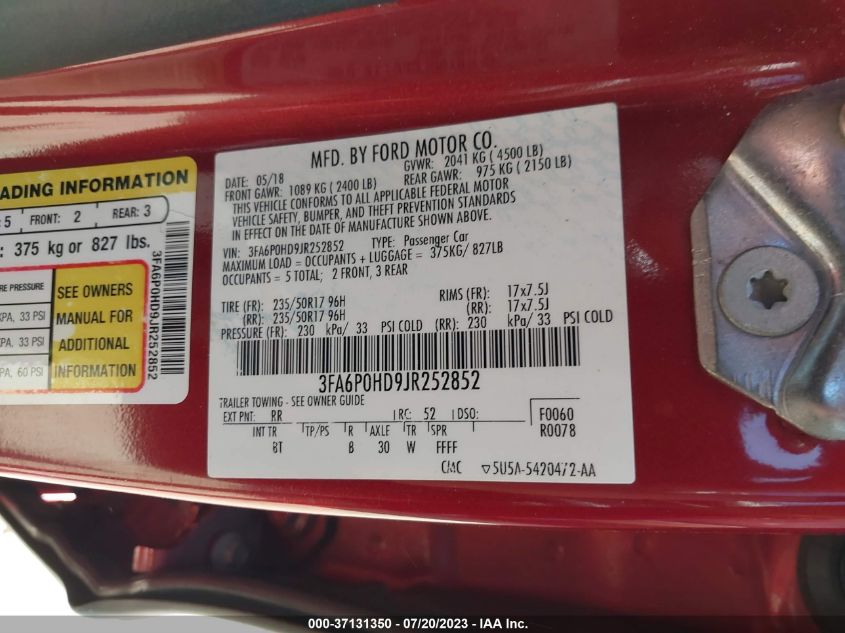 ADING INFORMATION
5 FRONT: 2 REAR: 3
: 375 kg or 827 lbs.
E PRESSURE
PA, 33 PSI
PA, 33 PSI
PA, 60 PSI
SEE OWNERS
MANUAL FOR
ADDITIONAL
INFORMATION
3FA6P0HD9JR252852
MFD. BY FORD MOTOR CO.
DATE: 05/18 GVWR: 2041 KG ( 4500 LB)
FRONT GAWR: 1089 KG ( 2400 LB) REAR GAWR: 975 KG ( 2150 LB)
THIS VEHICLE CONFORMS TO ALL APPLICABLE FEDERAL MOTOR
VEHICLE SAFETY, BUMPER, AND THEFT PREVENTION STANDARDS
IN EFFECT ON THE DATE OF MANUFACTURE SHOWN ABOVE.
VIN: 3FA6P0HD9JR252852 TYPE: Passenger Car
MAXIMUM LOAD = OCCUPANTS + LUGGAGE = 375KG/ 827LB
OCCUPANTS = 5 TOTAL; 2 FRONT, 3 REAR
TIRE (FR): 235/50R17 96H RIMS (FR): 17x7.5J
(RR): 235/50R17 96H (RR): 17x7.5J
PRESSURE (FR): 230 kPa/ 33 PSI COLD (RR): 230 kPa/ 33 PSI COLD
3FA6P0HD9JR252852
TRAILER TOWING - SEE OWNER GUIDE
EXT PNT: RR RC: 52 DSO: F0060
INT TR TP/PS R AXLE TR SPR R0078
BT B 30 W FFFF
CMC ▽5U5A-5420472-AA
000-37131350 / 07/20/2023 - IAA Inc.